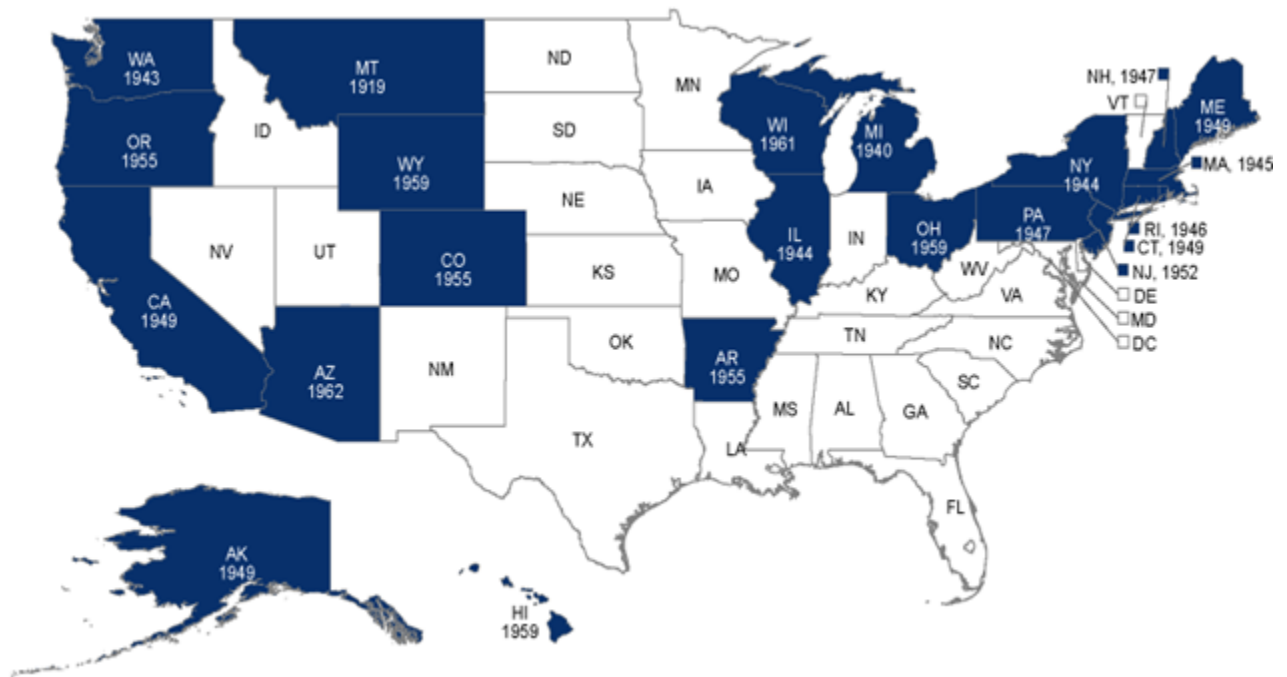 WA
1943
MT
1919
ND
MN
NH, 1947
VT
ME
1949
OR
1955
ID
WY
1959
SD
WI
1961
MI
1940
NY
1944
MA, 1945
IA
NE
PA
1947
NV
UT
CO
1955
IL
1944
IN
OH
1959
RI, 1946
CT, 1949
NJ, 1952
WV
DE
KS
MO
KY
VA
MD
DC
CA
1949
AZ
1962
NM
OK
AR
1955
TN
NC
SC
MS
AL
GA
TX
LA
FL
AK
1949
HI
1959